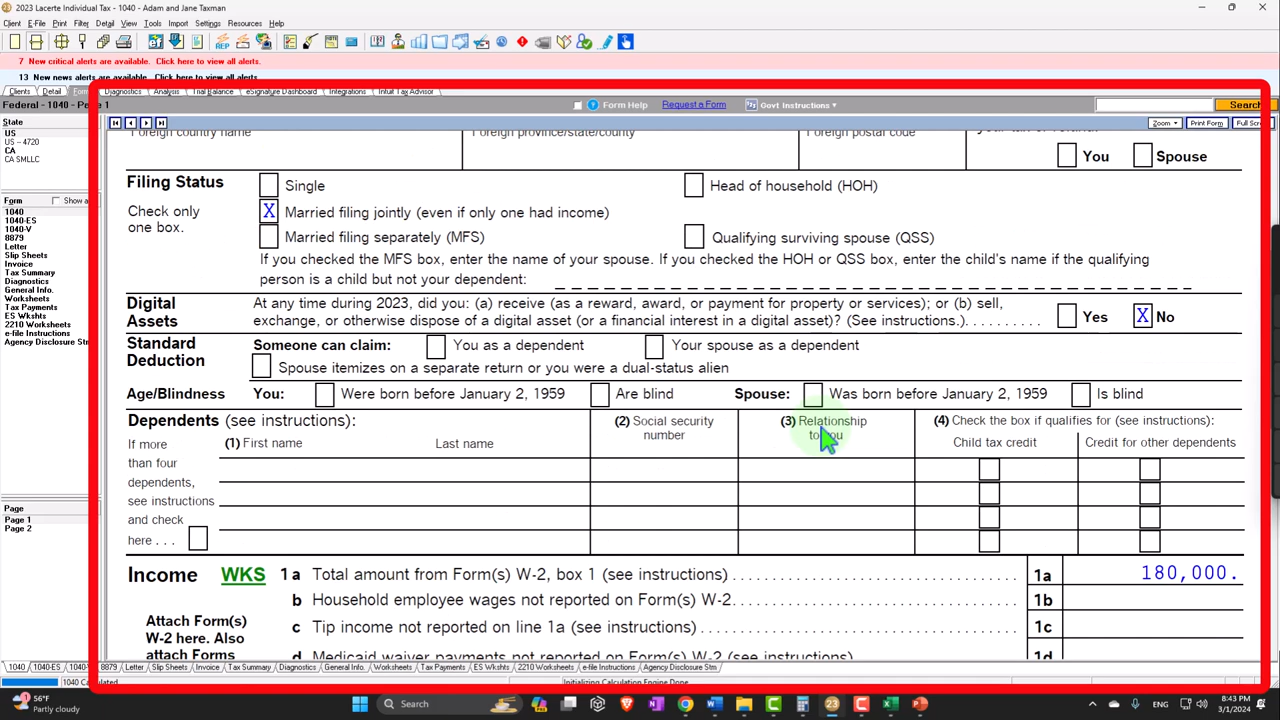 2023 Lacerte Individual Tax - 1040 - Adam and Jane Taxman
Client E-File Print Filter Detail View Tools Import Settings Resources Help
7 New critical alerts are available. Click here to view all alerts.
13 New news alerts are available. Click here to view all alerts.
Clients Detail Diagnostics Analysis Trial Balance eSignature Dashboard Integrations Intuit Tax Advisor
Federal - 1040 - Page 1
Form Help Request a Form Govt Instructions Search
State
US
US - 4720
CA
CA SMLLC
Zoom Print Form
Form
1040
1040-ES
1040-V
8879
Letter
Slip Sheets
Invoice
Tax Summary
Diagnostics
General Info.
Worksheets
Tax Payments
ES Wkshts
2210 Worksheets
e-file Instructions
Agency Disclosure Stm
Page
Page 1
Page 2
Foreign country name Foreign province/state/county Foreign postal code your tax or refund.
You Spouse
Filing Status Single Head of household (HOH)
Check only one box.
X Married filing jointly (even if only one had income)
Married filing separately (MFS) Qualifying surviving spouse (QSS)
If you checked the MFS box, enter the name of your spouse. If you checked the HOH or QSS box, enter the child's name if the qualifying
person is a child but not your dependent:
Digital Assets
At any time during 2023, did you: (a) receive (as a reward, award, or payment for property or services); or (b) sell,
exchange, or otherwise dispose of a digital asset (or a financial interest in a digital asset)? (See instructions.) Yes X No
Standard Deduction
Someone can claim: You as a dependent Your spouse as a dependent
Spouse itemizes on a separate return or you were a dual-status alien
Age/Blindness You: Were born before January 2, 1959 Are blind Spouse: Was born before January 2, 1959 Is blind
Dependents (see instructions): (2) Social security number (3) Relationship to you (4) Check the box if qualifies for (see instructions):
(1) First name Last name Child tax credit Credit for other dependents
If more
than four
dependents,
see instructions
and check
here . . .
Income WKS 1a Total amount from Form(s) W-2, box 1 (see instructions) 1a 180,000.
b Household employee wages not reported on Form(s) W-2 1b
c Tip income not reported on line 1a (see instructions) 1c
d Medicaid waiver payments not reported on Form(s) W-2 (see instructions) 1d
Attach Form(s)
W-2 here. Also
attach Forms
1040 1040-ES 8879 Letter Slip Sheets Invoice Tax Summary Diagnostics General Info. Worksheets Tax Payments ES Wkshts 2210 Worksheets e-file Instructions Agency Disclosure Stm
1040 Calculated Initializing Calculation Engine Done
56°F
Partly cloudy
Search
ENG
8:43 PM
3/1/2024